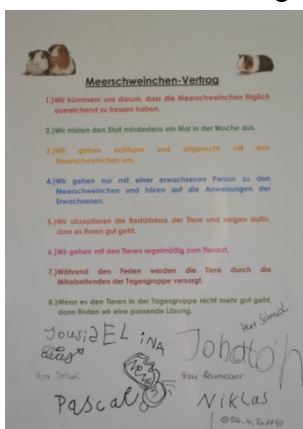 Meerschweinchen-Vertrag
1.)Wir kümmern uns darum, dass die Meerschweinchen täglich
ausreichend zu fressen haben.
2.)Wir misten den Stall mindestens ein Mal in der Woche aus.
3.)Wir gehen achtsam und artgerecht mit den
Meerschweinchen um.
4.)Wir gehen nur mit einer erwachsenen Person zu den
Meerschweinchen und hören auf die Anweisungen der
Erwachsenen.
5.)Wir akzeptieren die Bedürfnisse der Tiere und sorgen dafür,
dass es ihnen gut geht.
6.)Wir gehen mit den Tieren regelmäßig zum Tierarzt.
7.)Während den Ferien werden die Tiere durch die
Mitarbeitenden der Tagesgruppe versorgt.
8.)Wenn es den Tieren in der Tagesgruppe nicht mehr gut geht,
dann finden wir eine passende Lösung.
ELiNA
Herr Schmid
Elias
Herr
Frau
Pascal
Niklas